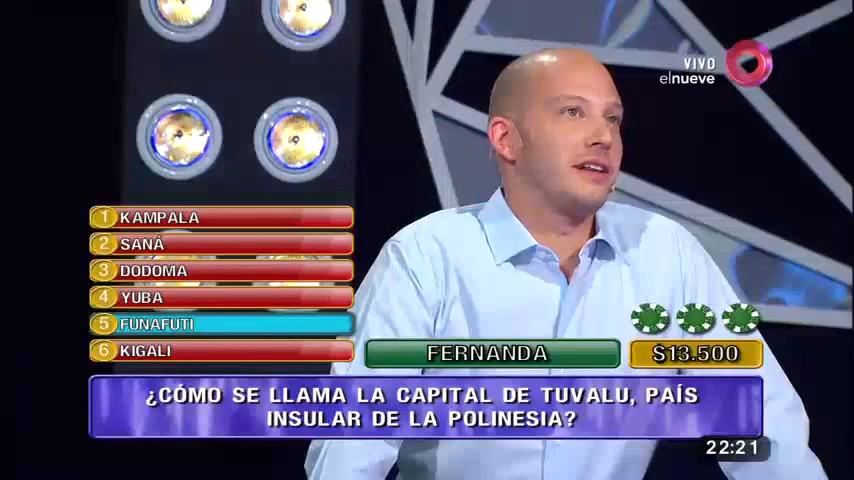 VIVO
elnueve
1 KAMPALA
2 SANÁ
3 DODOMA
4 YUBA
5 FUNAFUTI
6 KIGALI
FERNANDA
$13.500
¿CÓMO SE LLAMA LA CAPITAL DE TUVALU, PAÍS
INSULAR DE LA POLINESIA?
22:21